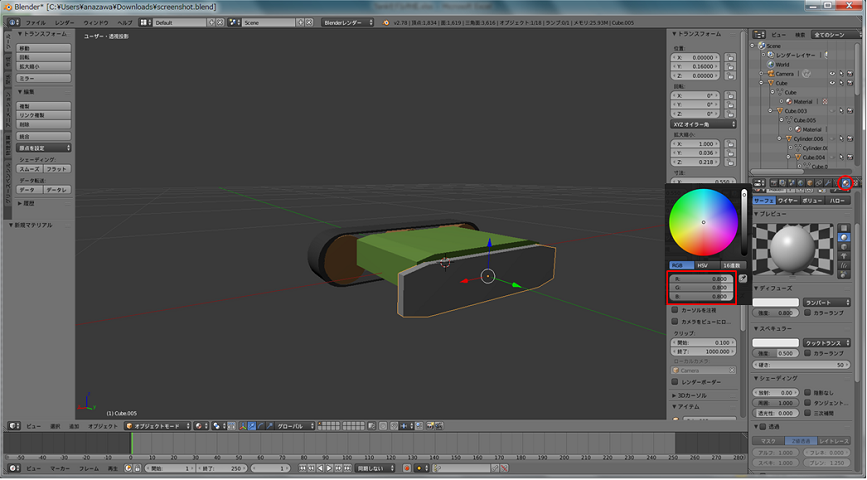 Blender* [C:¥Users¥anazawa¥Downloads¥screenshot.blend]
ファイル レンダー ウィンドウ ヘルプ Default Scene Blenderレンダー v2.78 | 頂点:1,834 | 面:1,819 | 三角面:3,616 | オブジェクト:1/18 | ランプ:0/1 | メモリ:25.93M | Cube.005
▼トランスフォーム
移動
回転
拡大縮小
ミラー
▼編集
複製
リンク複製
削除
統合
原点を設定
シェーディング:
スムーズ フラット
データ転送:
データ データレ
▶履歴
▼新規マテリアル
ユーザー・透視投影
(1) Cube.005
▼トランスフォーム
位置:
X: 0.00000
Y: 0.16000
Z: 0.00000
回転:
X: 0°
Y: 0°
Z: 0°
XYZ オイラー角
拡大縮小:
X: 1.000
Y: 0.036
Z: 0.218
寸法:
X: 0.550
RGB HSV 16進数
R: 0.800
G: 0.800
B: 0.800
カーソルを注視
カメラをビューにロ...
クリップ:
開始: 0.100
終了: 1000.000
ローカルカメラ:
Camera
レンダーボーダー
▶3Dカーソル
▼アイテム
ビュー 検索 全てのシーン
Scene
レンダーレイヤー
World
Camera
Cube
Cube
Material
Cube.003
Cube.005
Material
Cylinder.006
Cylinder.00
Cube.004
Cube.0
サーフェ ワイヤー ボリュー ハロー
▼プレビュー
▼ディフューズ
ランバート
強度: 0.800 カラーランプ
▼スペキュラー
クックトランス
強度: 0.500 カラーランプ
硬さ: 50
▼シェーディング
放射: 0.00 陰影なし
周囲: 1.000 タンジェント...
透光性: 0.000 三次補間
▼透過
マスク Z値透過 レイトレース
アルファ: 1.000 フレネ: 0.000
スペキ: 1.000 ブレン: 1.250
ビュー 選択 追加 オブジェクト オブジェクトモード グローバル
-50 -40 -30 -20 -10 0 10 20 30 40 50 60 70 80 90 100 110 120 130 140 150 160 170 180 190 200 210 220 230 240 250 260 270 280
ビュー マーカー フレーム 再生 開始: 1 終了: 250 1 同期しない